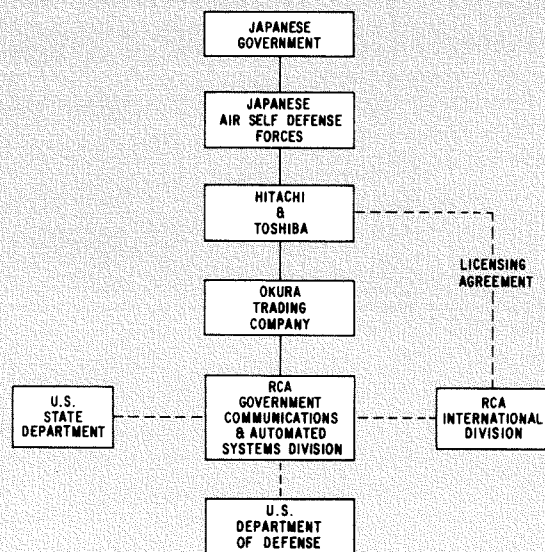 JAPANESE
GOVERNMENT
JAPANESE
AIR SELF DEFENSE
FORCES
HITACHI
&
TOSHIBA
LICENSING
AGREEMENT
OKURA
TRADING
COMPANY
U.S.
STATE
DEPARTMENT
RCA
GOVERNMENT
COMMUNICATIONS
& AUTOMATED
SYSTEMS DIVISION
RCA
INTERNATIONAL
DIVISION
U.S.
DEPARTMENT
OF DEFENSE